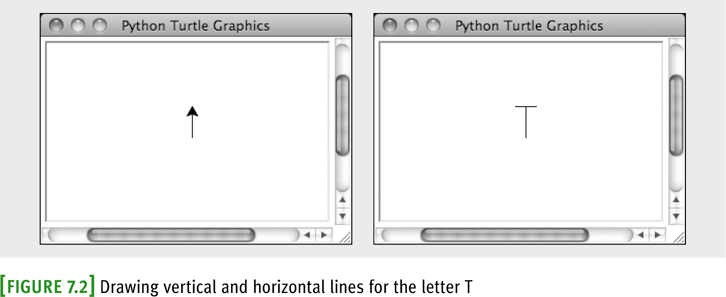 Python Turtle Graphics
Python Turtle Graphics
[FIGURE 7.2] Drawing vertical and horizontal lines for the letter T